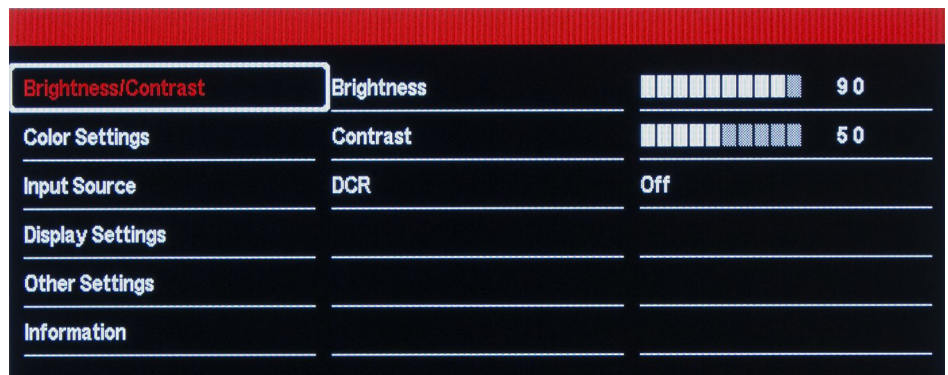 Brightness/Contrast Brightness 90
Color Settings Contrast 50
Input Source DCR Off
Display Settings
Other Settings
Information